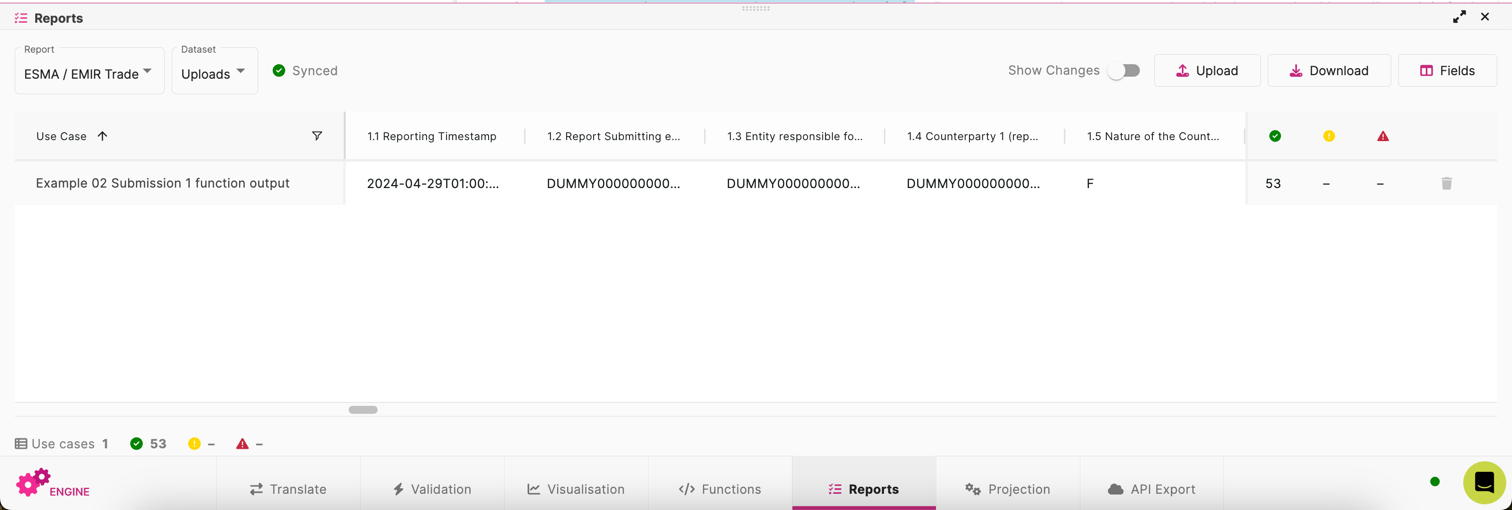 Reports
Report
ESMA / EMIR Trade
Dataset
Uploads
Synced
Show Changes
Upload
Download
Fields
Use Case
1.1 Reporting Timestamp
1.2 Report Submitting e...
1.3 Entity responsible fo...
1.4 Counterparty 1 (rep...
1.5 Nature of the Count...
Example 02 Submission 1 function output
2024-04-29T01:00:...
DUMMY000000000...
DUMMY000000000...
DUMMY000000000...
F
53
–
–
Use cases 1
53
–
–
ENGINE
Translate
Validation
Visualisation
Functions
Reports
Projection
API Export